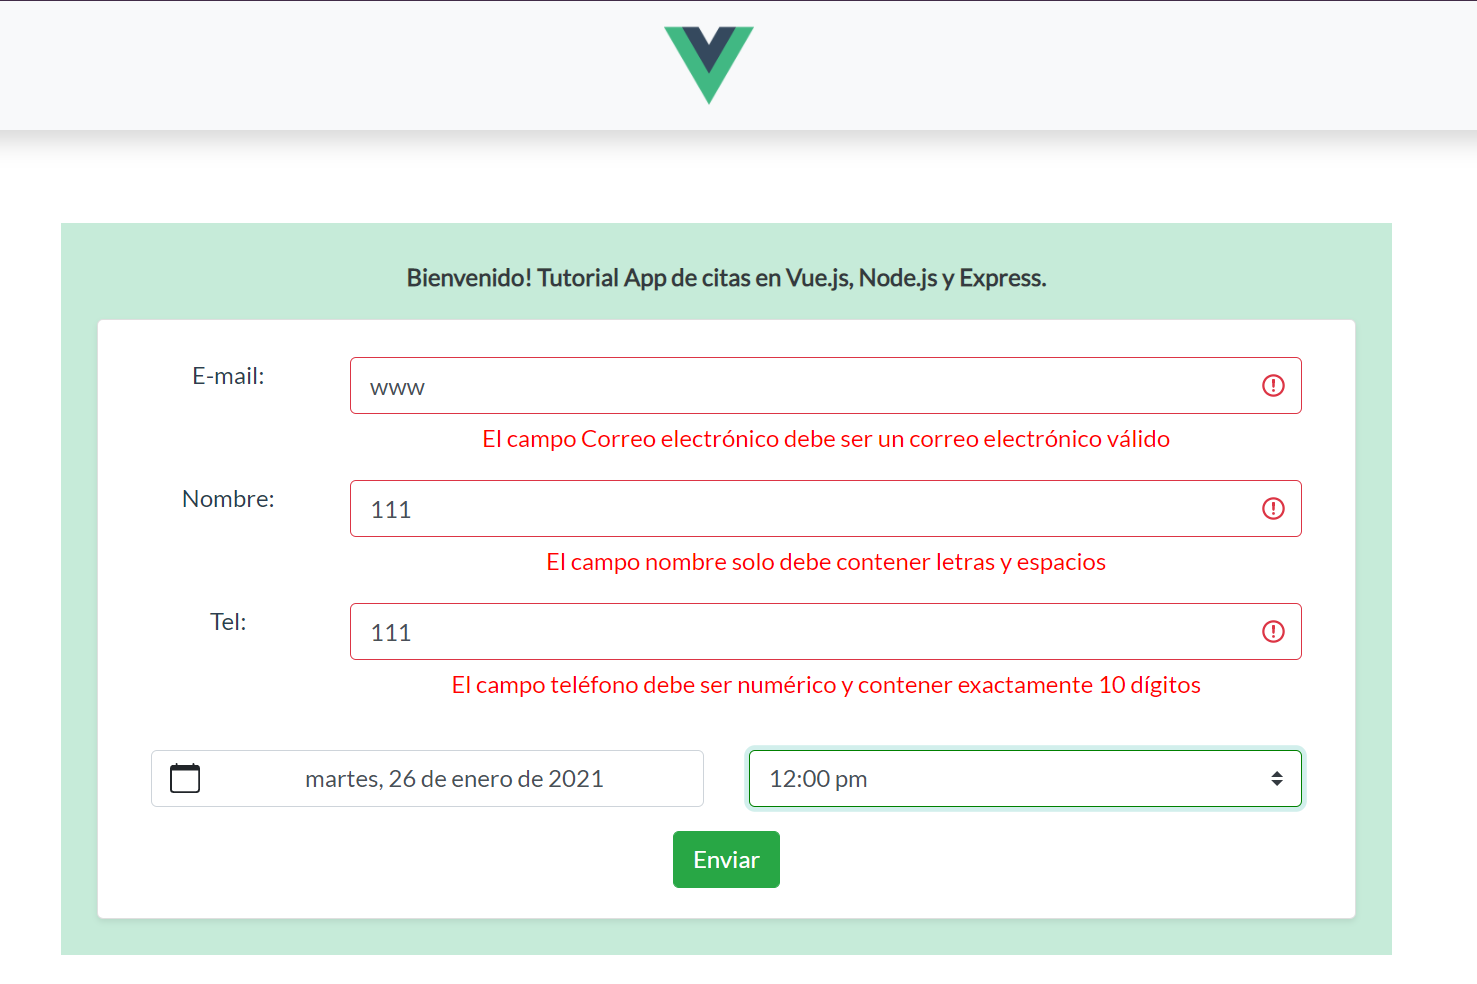 Bienvenido! Tutorial App de citas en Vue.js, Node.js y Express.
E-mail:
www
El campo Correo electrónico debe ser un correo electrónico válido
Nombre:
111
El campo nombre solo debe contener letras y espacios
Tel:
111
El campo teléfono debe ser numérico y contener exactamente 10 dígitos
martes, 26 de enero de 2021
12:00 pm
Enviar